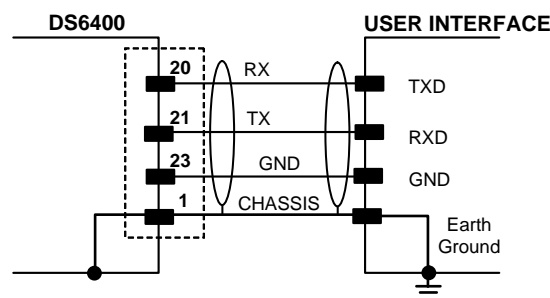 DS6400 USER INTERFACE
20 RX TXD
21 TX RXD
23 GND GND
1 CHASSIS
Earth
Ground